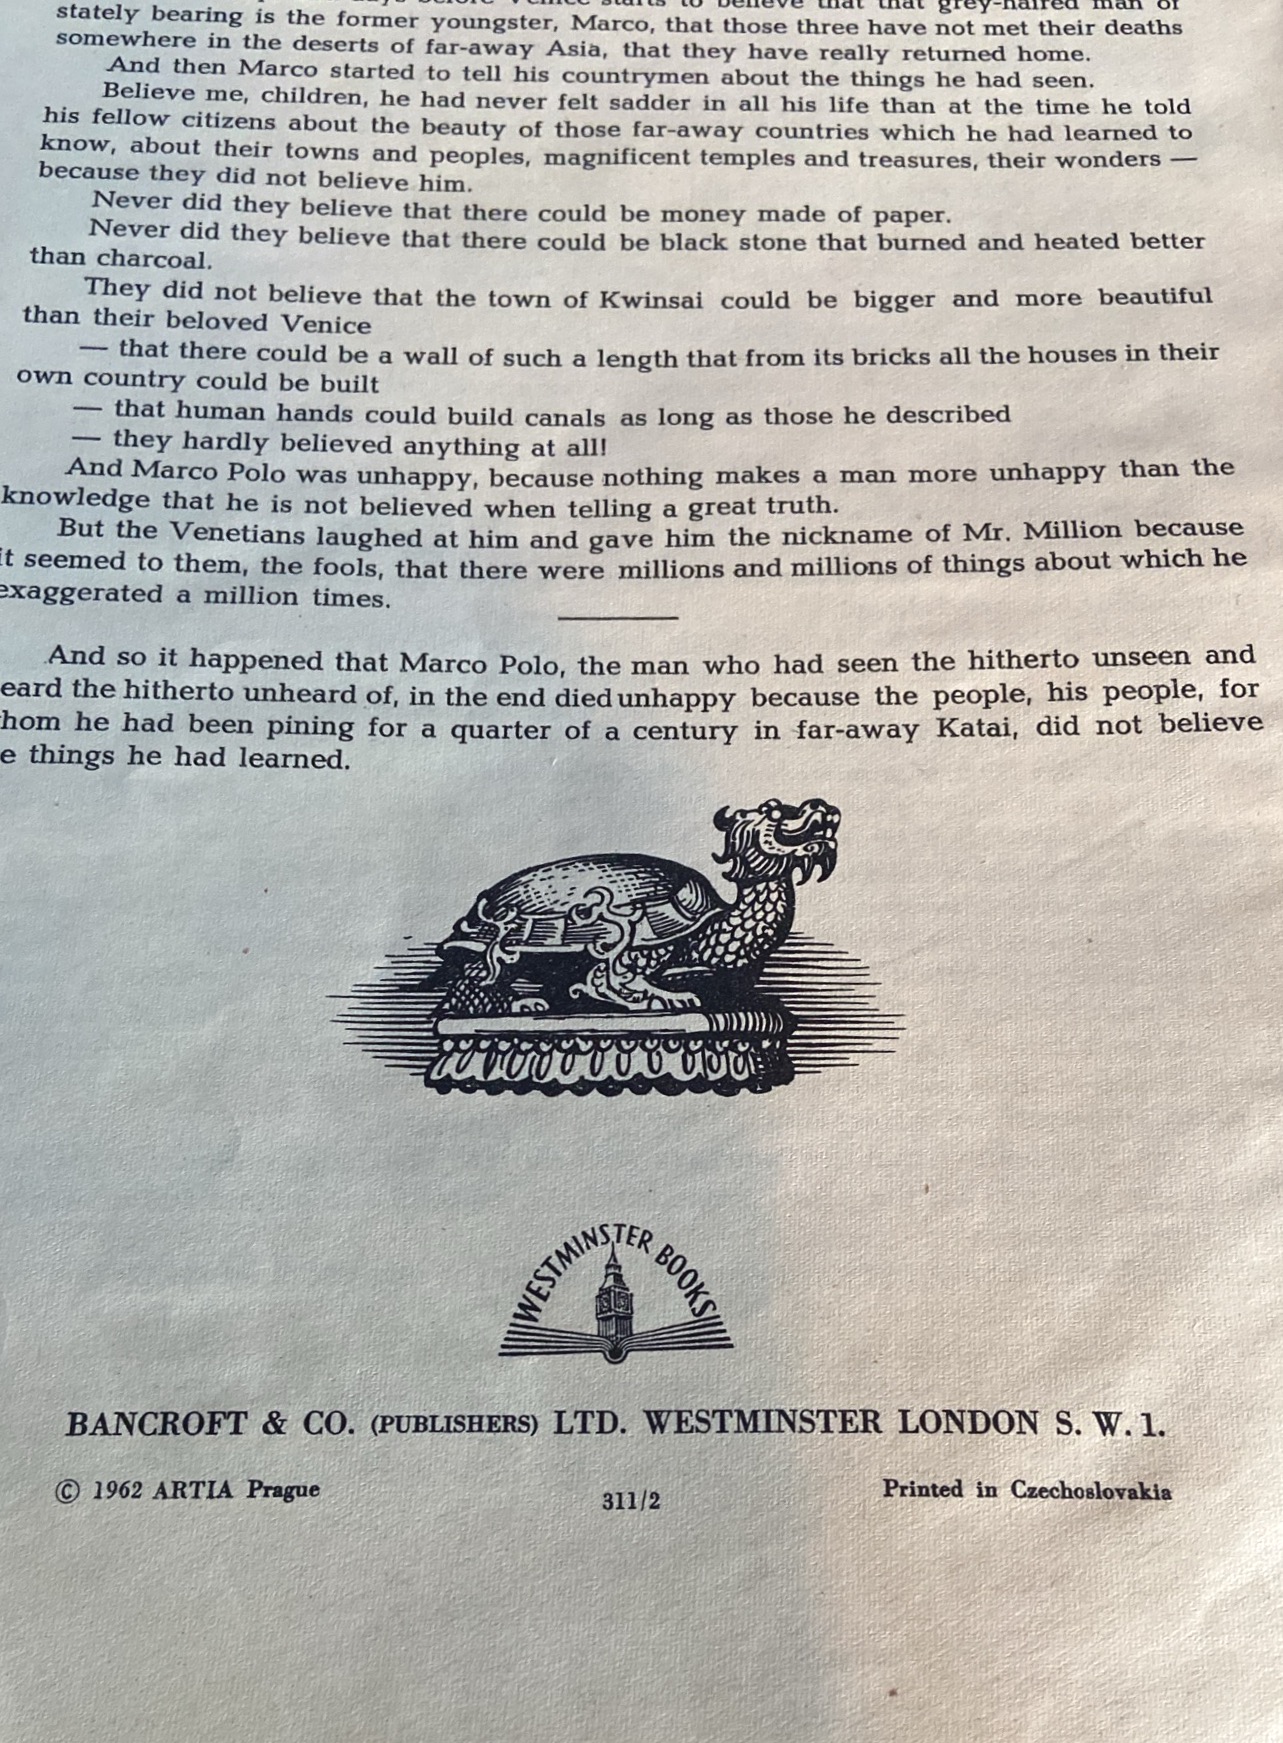 stately bearing is the former youngster, Marco, that those three have not met their deaths
somewhere in the deserts of far-away Asia, that they have really returned home.
And then Marco started to tell his countrymen about the things he had seen.
Believe me, children, he had never felt sadder in all his life than at the time he told
his fellow citizens about the beauty of those far-away countries which he had learned to
know, about their towns and peoples, magnificent temples and treasures, their wonders —
because they did not believe him.
Never did they believe that there could be money made of paper.
Never did they believe that there could be black stone that burned and heated better
than charcoal.
They did not believe that the town of Kwinsai could be bigger and more beautiful
than their beloved Venice
— that there could be a wall of such a length that from its bricks all the houses in their
own country could be built
— that human hands could build canals as long as those he described
— they hardly believed anything at all!
And Marco Polo was unhappy, because nothing makes a man more unhappy than the
knowledge that he is not believed when telling a great truth.
But the Venetians laughed at him and gave him the nickname of Mr. Million because
it seemed to them, the fools, that there were millions and millions of things about which he
exaggerated a million times.
And so it happened that Marco Polo, the man who had seen the hitherto unseen and
eard the hitherto unheard of, in the end died unhappy because the people, his people, for
hom he had been pining for a quarter of a century in far-away Katai, did not believe
e things he had learned.
WESTMINSTER BOOKS
BANCROFT & CO. (PUBLISHERS) LTD. WESTMINSTER LONDON S. W. 1.
© 1962 ARTIA Prague 311/2 Printed in Czechoslovakia